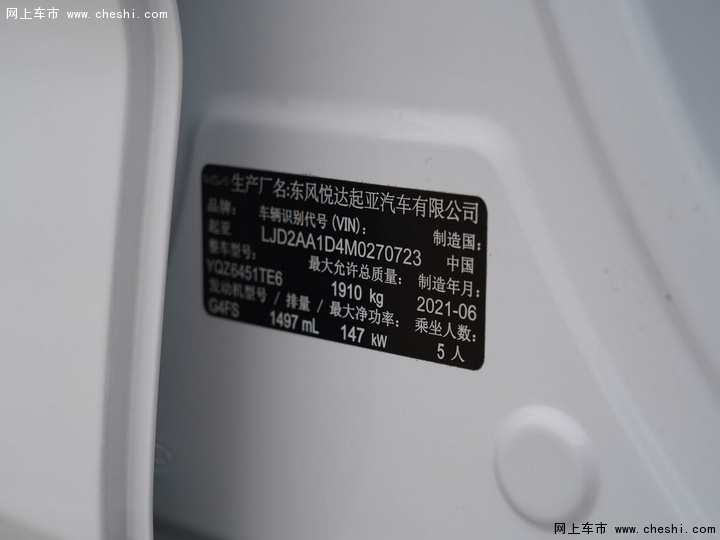 网上车市 www.cheshi.com
生产厂名:东风悦达起亚汽车有限公司
品牌: 车辆识别代号(VIN): 制造国:
起亚 LJD2AA1D4M0270723 中国
整车型号: 最大允许总质量: 制造年月:
YQZ6451TE6 1910 kg 2021-06
发动机型号/排量/最大净功率: 乘坐人数:
G4FS 1497 mL 147 kW 5 人
网上车市 www.cheshi.com